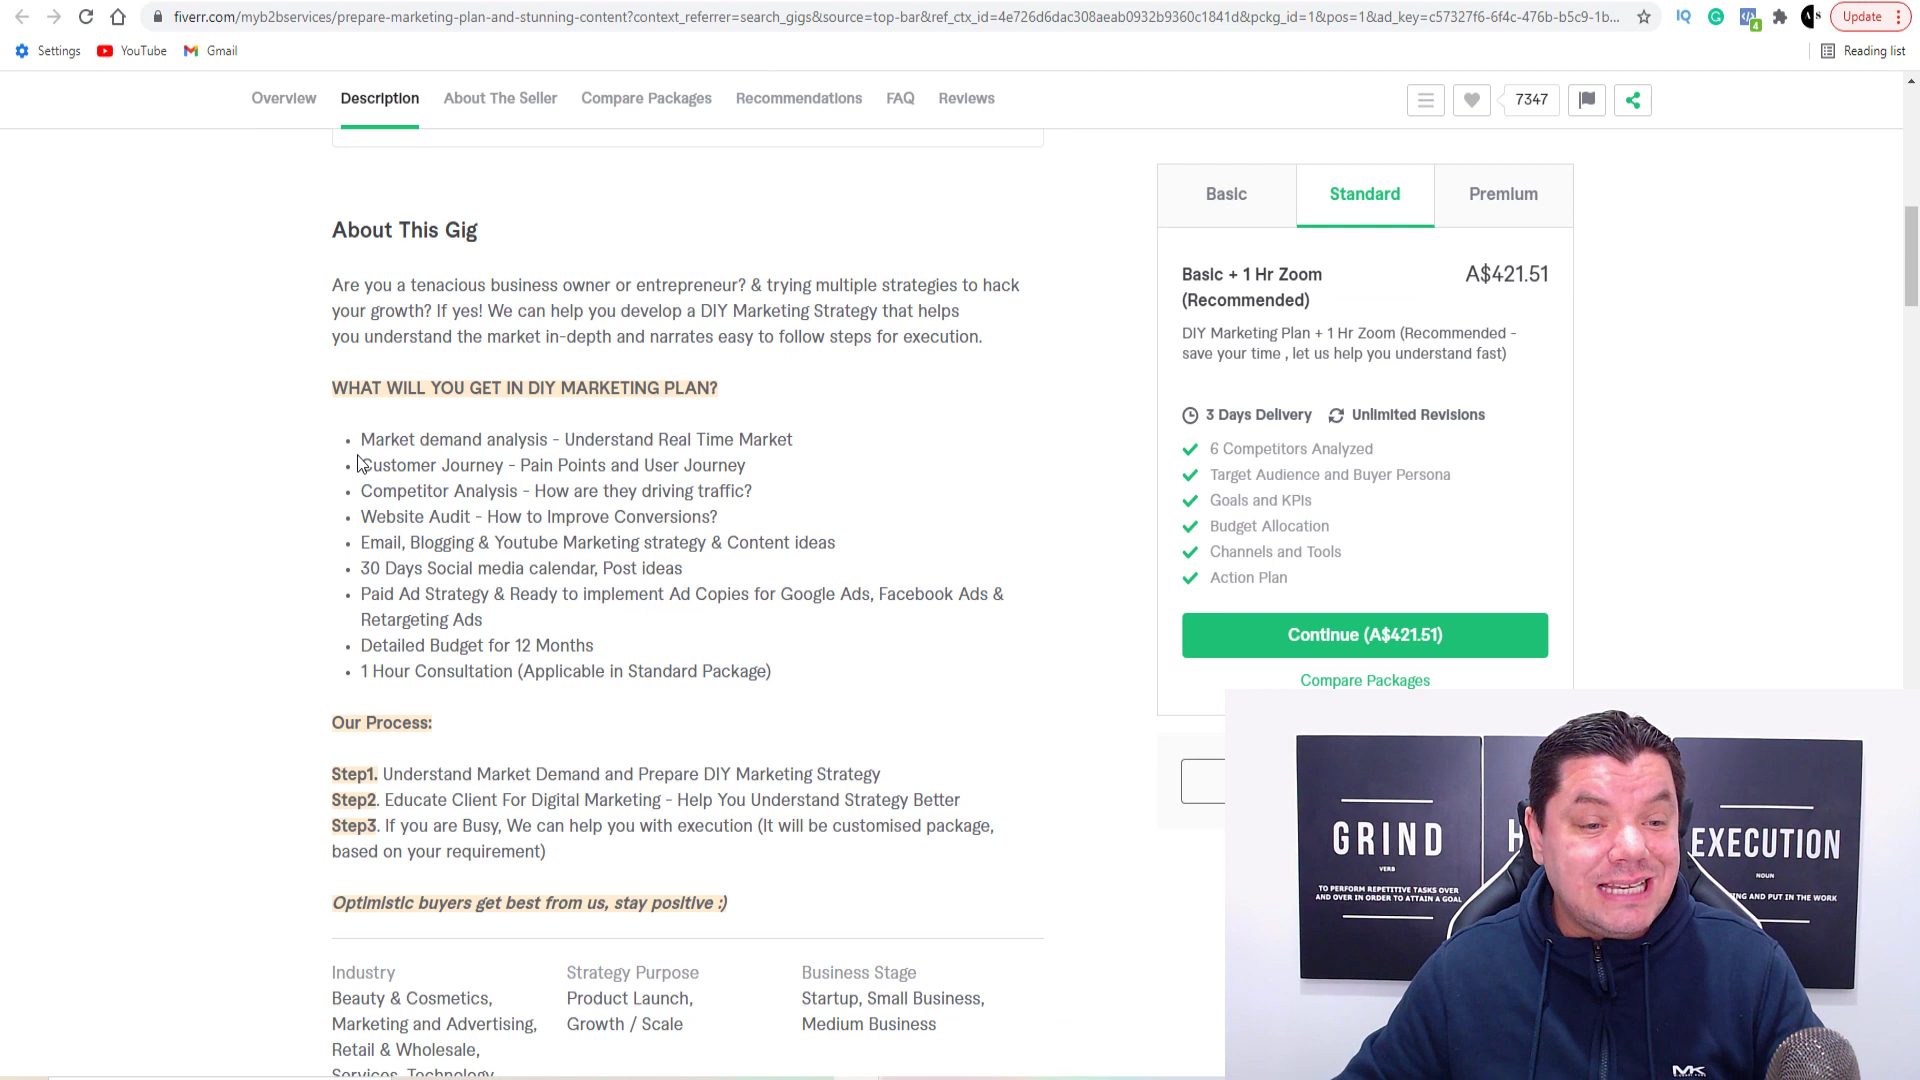 fiverr.com/myb2bservices/prepare-marketing-plan-and-stunning-content?context_referrer=search_gigs&source=top-bar&ref_ctx_id=4e726d6dac308aeab0932b9360c1841d&pckg_id=1&pos=1&ad_key=c57327f6-6f4c-476b-b5c9-1b...
IQ
4
Update
Settings
YouTube
Gmail
Reading list
Overview
Description
About The Seller
Compare Packages
Recommendations
FAQ
Reviews
7347
About This Gig
Are you a tenacious business owner or entrepreneur? & trying multiple strategies to hack
your growth? If yes! We can help you develop a DIY Marketing Strategy that helps
you understand the market in-depth and narrates easy to follow steps for execution.
WHAT WILL YOU GET IN DIY MARKETING PLAN?
• Market demand analysis - Understand Real Time Market
• Customer Journey - Pain Points and User Journey
• Competitor Analysis - How are they driving traffic?
• Website Audit - How to Improve Conversions?
• Email, Blogging & Youtube Marketing strategy & Content ideas
• 30 Days Social media calendar, Post ideas
• Paid Ad Strategy & Ready to implement Ad Copies for Google Ads, Facebook Ads &
Retargeting Ads
• Detailed Budget for 12 Months
• 1 Hour Consultation (Applicable in Standard Package)
Our Process:
Step1. Understand Market Demand and Prepare DIY Marketing Strategy
Step2. Educate Client For Digital Marketing - Help You Understand Strategy Better
Step3. If you are Busy, We can help you with execution (It will be customised package,
based on your requirement)
Optimistic buyers get best from us, stay positive :)
Industry
Beauty & Cosmetics,
Marketing and Advertising,
Retail & Wholesale,
Services, Technology
Strategy Purpose
Product Launch,
Growth / Scale
Business Stage
Startup, Small Business,
Medium Business
Basic
Standard
Premium
Basic + 1 Hr Zoom
(Recommended)
A$421.51
DIY Marketing Plan + 1 Hr Zoom (Recommended -
save your time , let us help you understand fast)
3 Days Delivery
Unlimited Revisions
6 Competitors Analyzed
Target Audience and Buyer Persona
Goals and KPIs
Budget Allocation
Channels and Tools
Action Plan
Continue (A$421.51)
Compare Packages
GRIND
VERB
TO PERFORM REPETITIVE TASKS OVER
AND OVER IN ORDER TO ATTAIN A GOAL
H
EXECUTION
NOUN
NG AND PUT IN THE WORK
MK